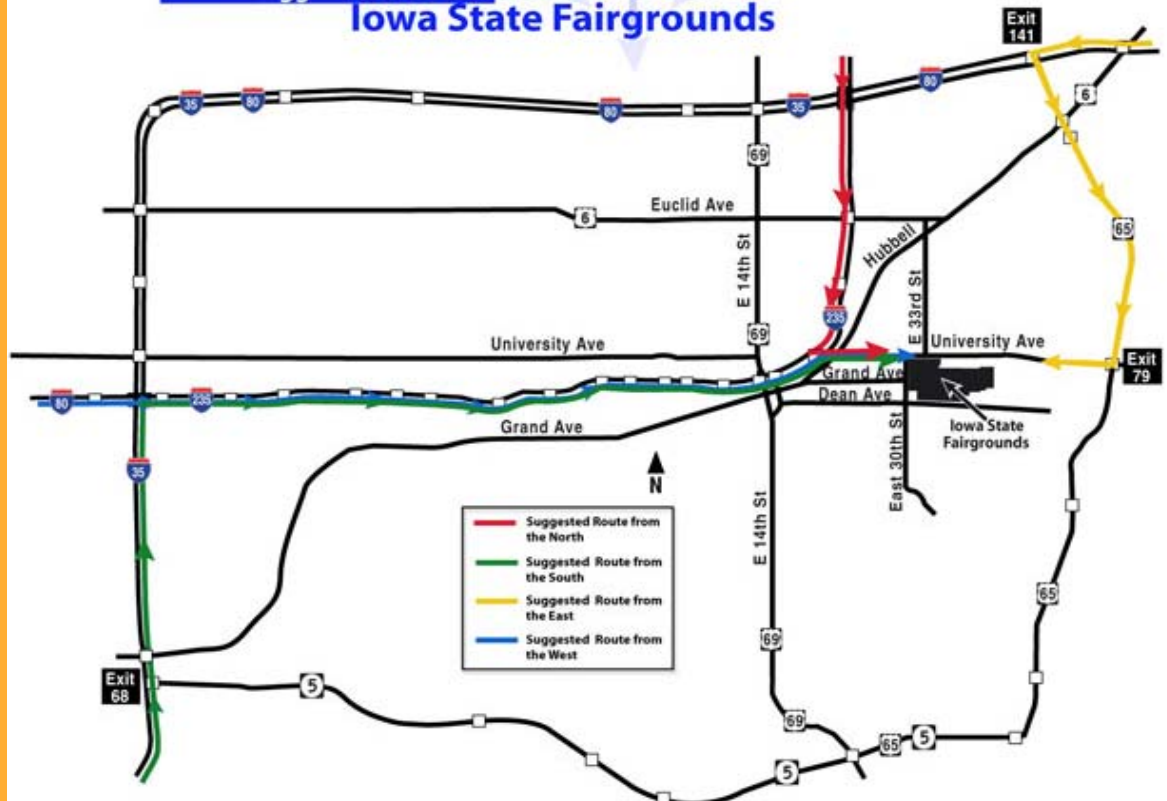 Iowa State Fairgrounds
Exit
141
35
80
80
35
80
6
69
Euclid Ave
6
65
Hubbell
E 14th St
E 33rd St
235
69
University Ave
University Ave
Exit
79
80
235
Grand Ave
Dean Ave
Grand Ave
Iowa State
Fairgrounds
East 30th St
35
N
E 14th St
Suggested Route from
the North
Suggested Route from
the South
Suggested Route from
the East
Suggested Route from
the West
65
69
Exit
68
5
69
65
5
5